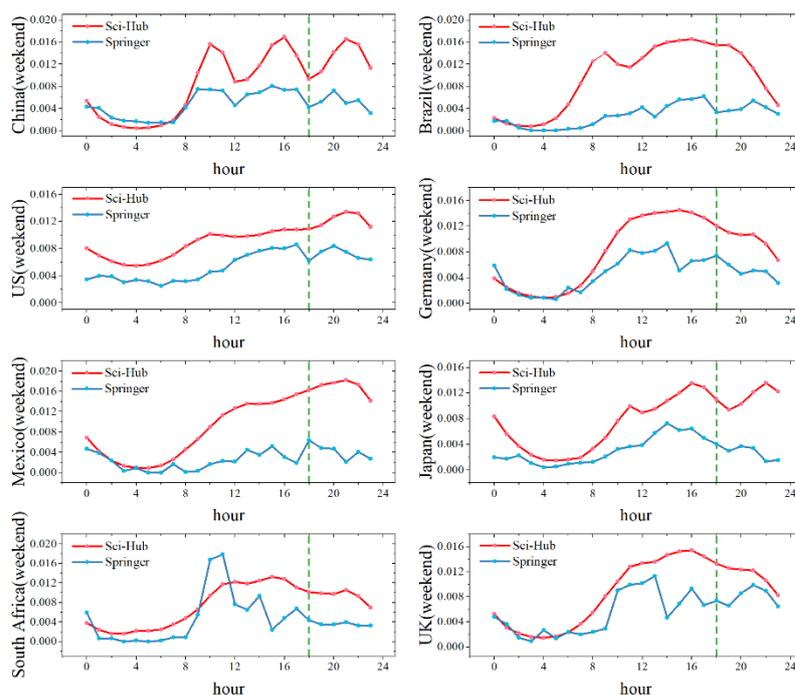 China(weekend)
0.020
0.016
0.012
0.008
0.004
0.000
Sci-Hub
Springer
0 4 8 12 16 20 24
hour
Brazil(weekend)
0.020
0.016
0.012
0.008
0.004
0.000
Sci-Hub
Springer
0 4 8 12 16 20 24
hour
US(weekend)
0.016
0.012
0.008
0.004
0.000
Sci-Hub
Springer
0 4 8 12 16 20 24
hour
Germany(weekend)
0.016
0.012
0.008
0.004
0.000
Sci-Hub
Springer
0 4 8 12 16 20 24
hour
Mexico(weekend)
0.020
0.016
0.012
0.008
0.004
0.000
Sci-Hub
Springer
0 4 8 12 16 20 24
hour
Japan(weekend)
0.016
0.012
0.008
0.004
0.000
Sci-Hub
Springer
0 4 8 12 16 20 24
hour
South Africa(weekend)
0.020
0.016
0.012
0.008
0.004
0.000
Sci-Hub
Springer
0 4 8 12 16 20 24
hour
UK(weekend)
0.016
0.012
0.008
0.004
0.000
Sci-Hub
Springer
0 4 8 12 16 20 24
hour